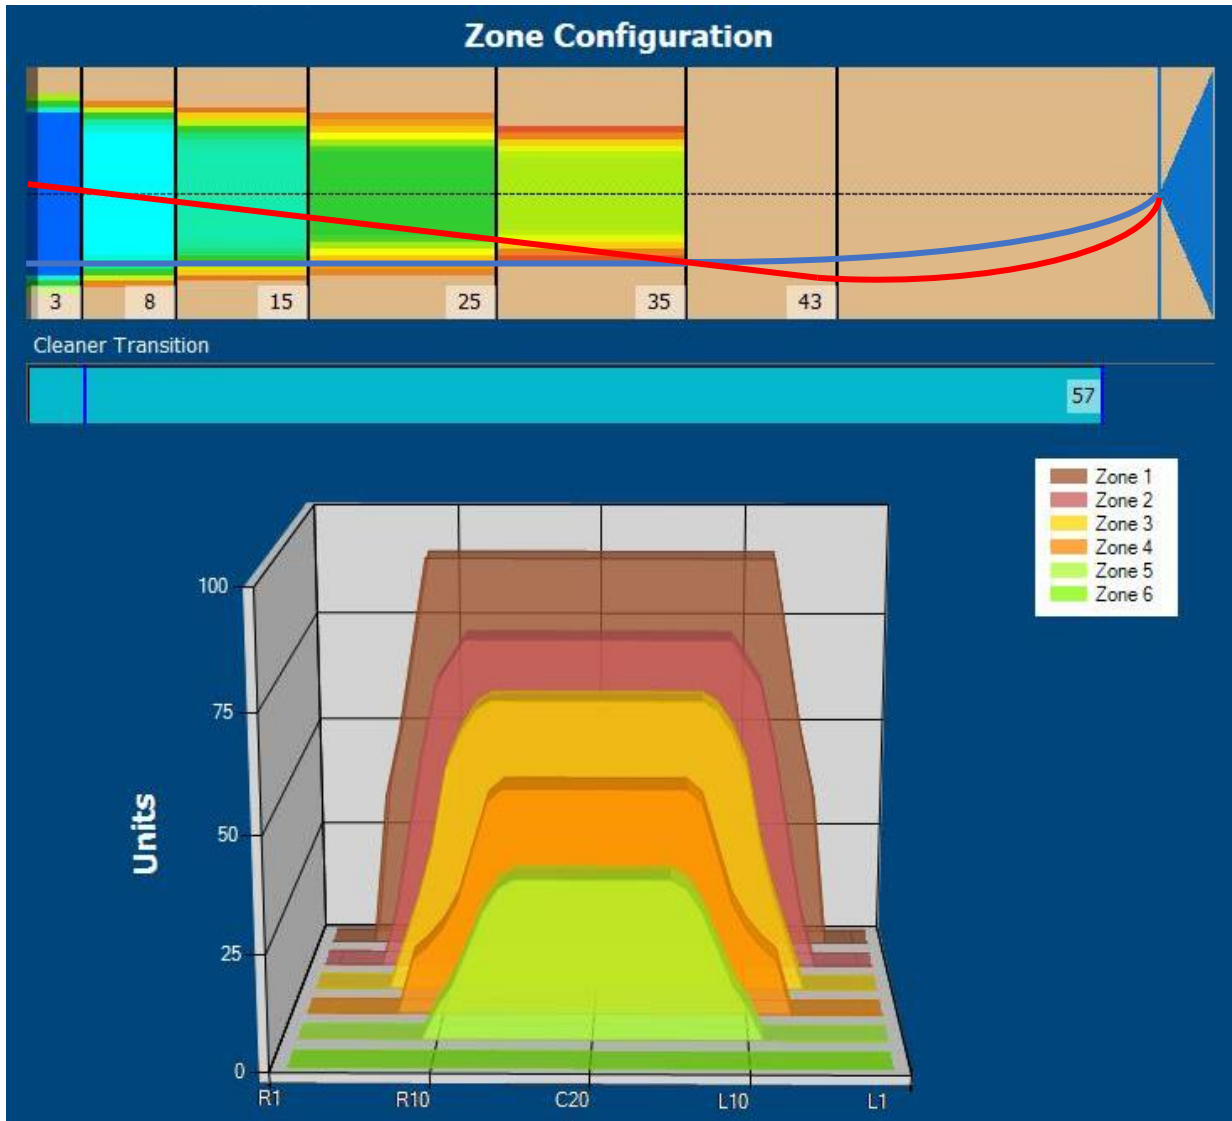 Zone Configuration
3 8 15 25 35 43
Cleaner Transition
57
Zone 1
Zone 2
Zone 3
Zone 4
Zone 5
Zone 6
100
75
50
25
0
Units
R1 R10 C20 L10 L1